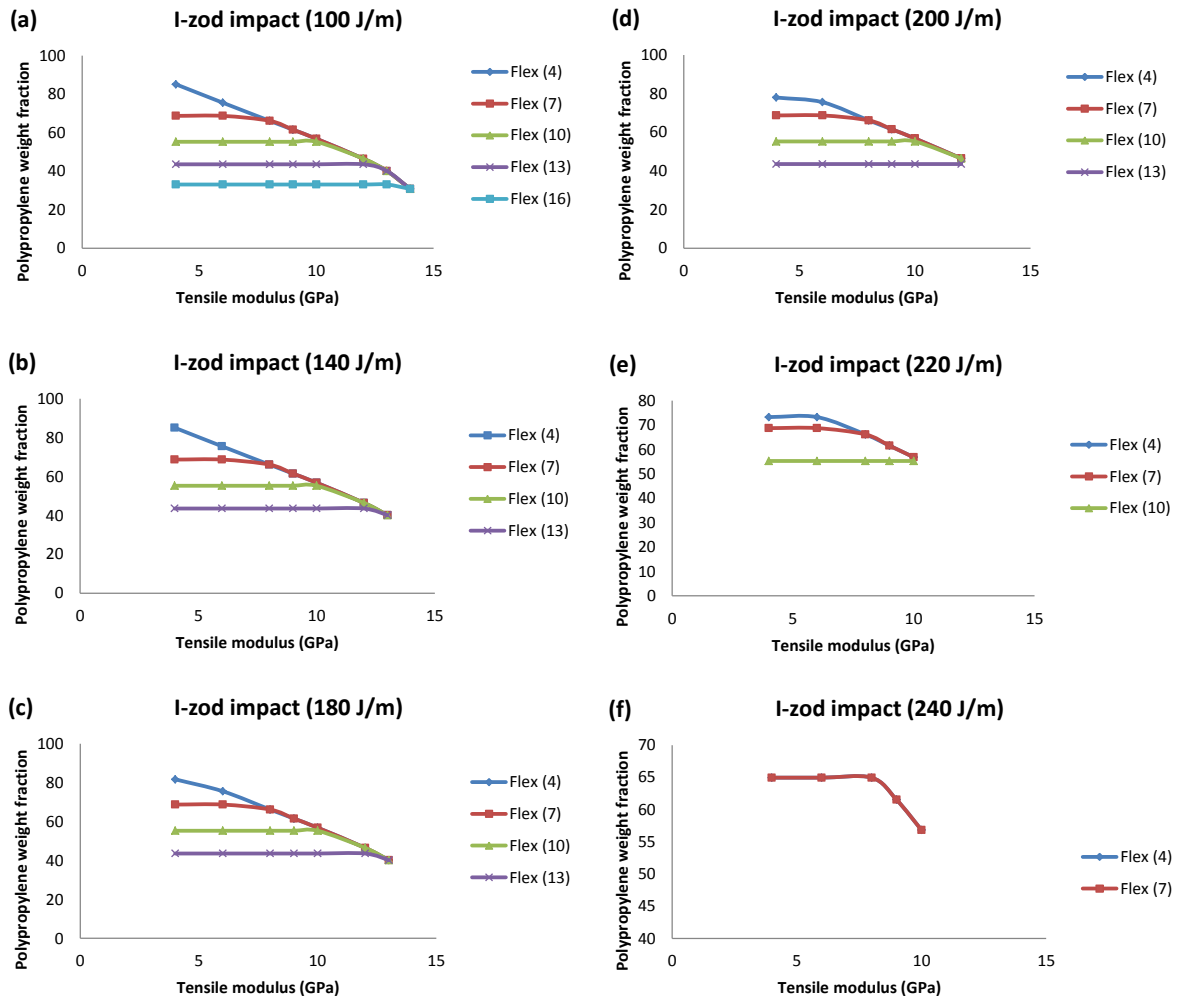 (a)
I-zod impact (100 J/m)
Polypropylene weight fraction
100
80
60
40
20
0
0
5
10
15
Tensile modulus (GPa)
Flex (4)
Flex (7)
Flex (10)
Flex (13)
Flex (16)
(d)
I-zod impact (200 J/m)
Polypropylene weight fraction
100
80
60
40
20
0
0
5
10
15
Tensile modulus (GPa)
Flex (4)
Flex (7)
Flex (10)
Flex (13)
(b)
I-zod impact (140 J/m)
Polypropylene weight fraction
100
80
60
40
20
0
0
5
10
15
Tensile modulus (GPa)
Flex (4)
Flex (7)
Flex (10)
Flex (13)
(e)
I-zod impact (220 J/m)
Polypropylene weight fraction
80
70
60
50
40
30
20
10
0
0
5
10
15
Tensile modulus (GPa)
Flex (4)
Flex (7)
Flex (10)
(c)
I-zod impact (180 J/m)
Polypropylene weight fraction
100
80
60
40
20
0
0
5
10
15
Tensile modulus (GPa)
Flex (4)
Flex (7)
Flex (10)
Flex (13)
(f)
I-zod impact (240 J/m)
Polypropylene weight fraction
70
65
60
55
50
45
40
0
5
10
15
Tensile modulus (GPa)
Flex (4)
Flex (7)